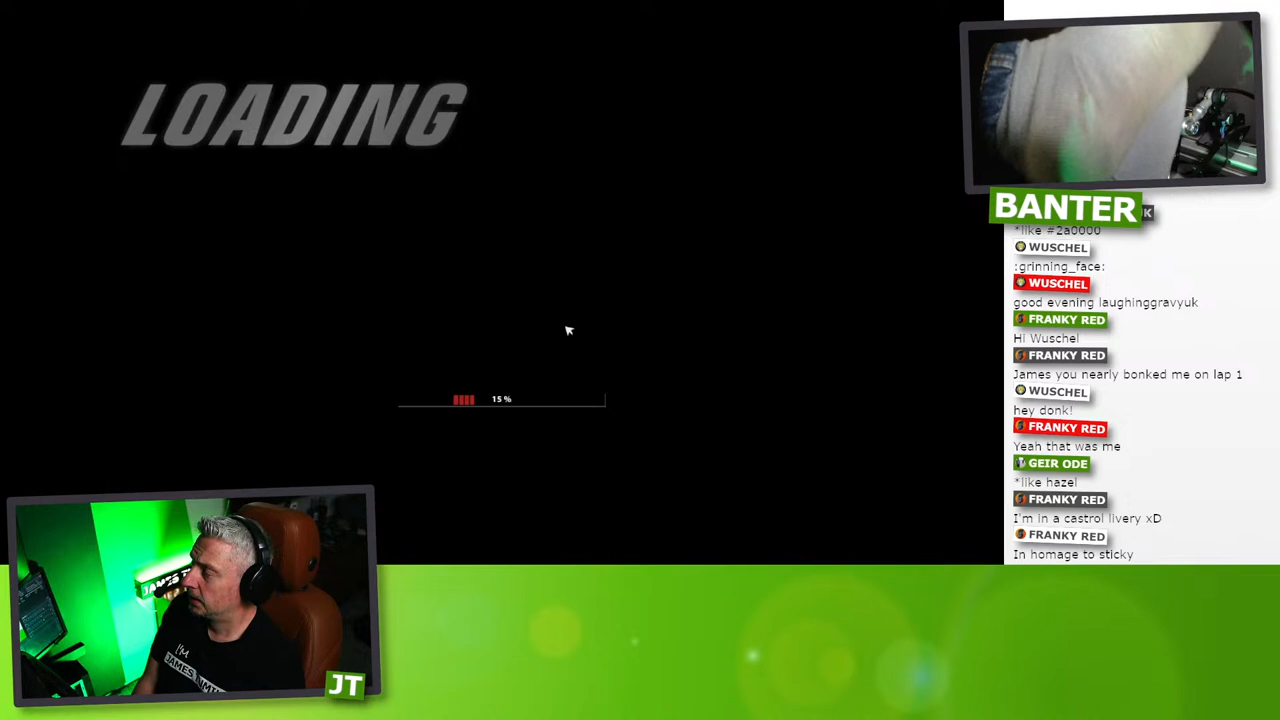 LOADING
15 %
BANTER
*like #2a0000
WUSCHEL
:grinning_face:
WUSCHEL
good evening laughinggravyuk
FRANKY RED
Hi Wuschel
FRANKY RED
James you nearly bonked me on lap 1
WUSCHEL
hey donk!
FRANKY RED
Yeah that was me
GEIR ODE
*like hazel
FRANKY RED
I'm in a castrol livery xD
FRANKY RED
In homage to sticky
I'M
JT